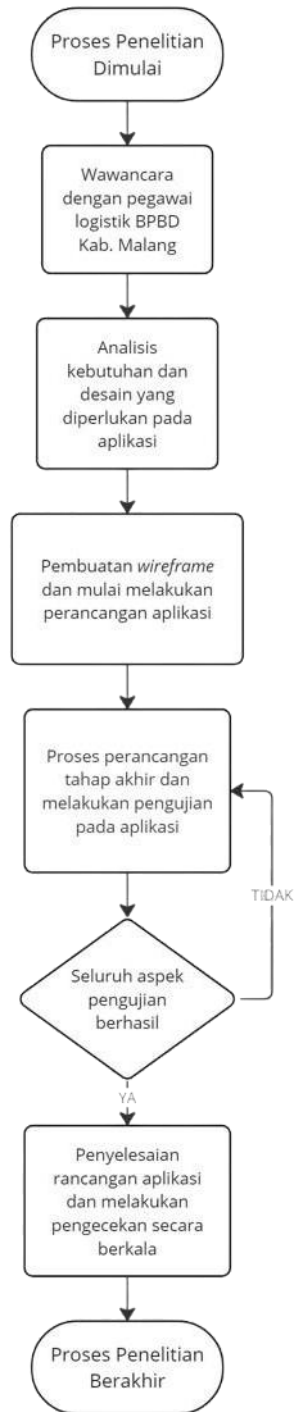 Proses Penelitian
Dimulai
Wawancara
dengan pegawai
logistik BPBD
Kab. Malang
Analisis
kebutuhan dan
desain yang
diperlukan pada
aplikasi
Pembuatan wireframe
dan mulai melakukan
perancangan aplikasi
Proses perancangan
tahap akhir dan
melakukan pengujian
pada aplikasi
TIDAK
Seluruh aspek
pengujian
berhasil
YA
Penyelesaian
rancangan aplikasi
dan melakukan
pengecekan secara
berkala
Proses Penelitian
Berakhir